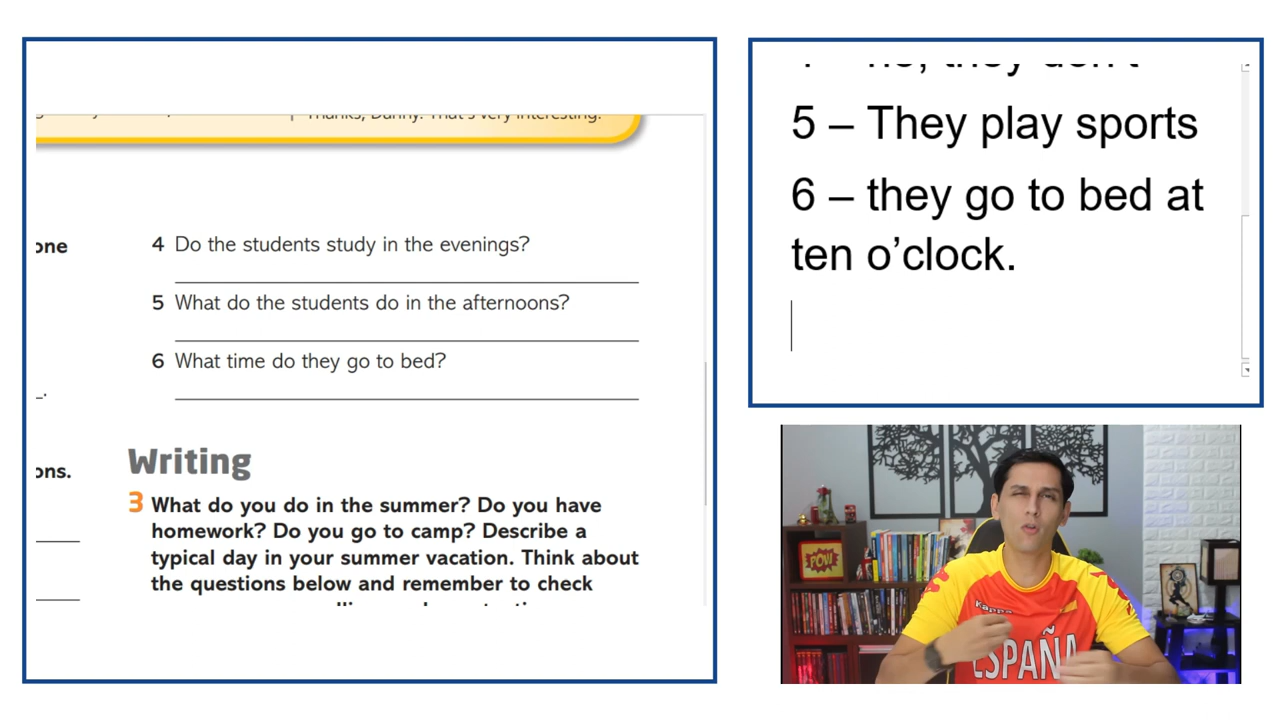 Thanks, Danny! That's very interesting.
one
4 Do the students study in the evenings?
5 What do the students do in the afternoons?
6 What time do they go to bed?
ons.
Writing
3 What do you do in the summer? Do you have
homework? Do you go to camp? Describe a
typical day in your summer vacation. Think about
the questions below and remember to check
no, they don't
5 – They play sports
6 – they go to bed at
ten o'clock.
POW
Kappa
ESPAÑA